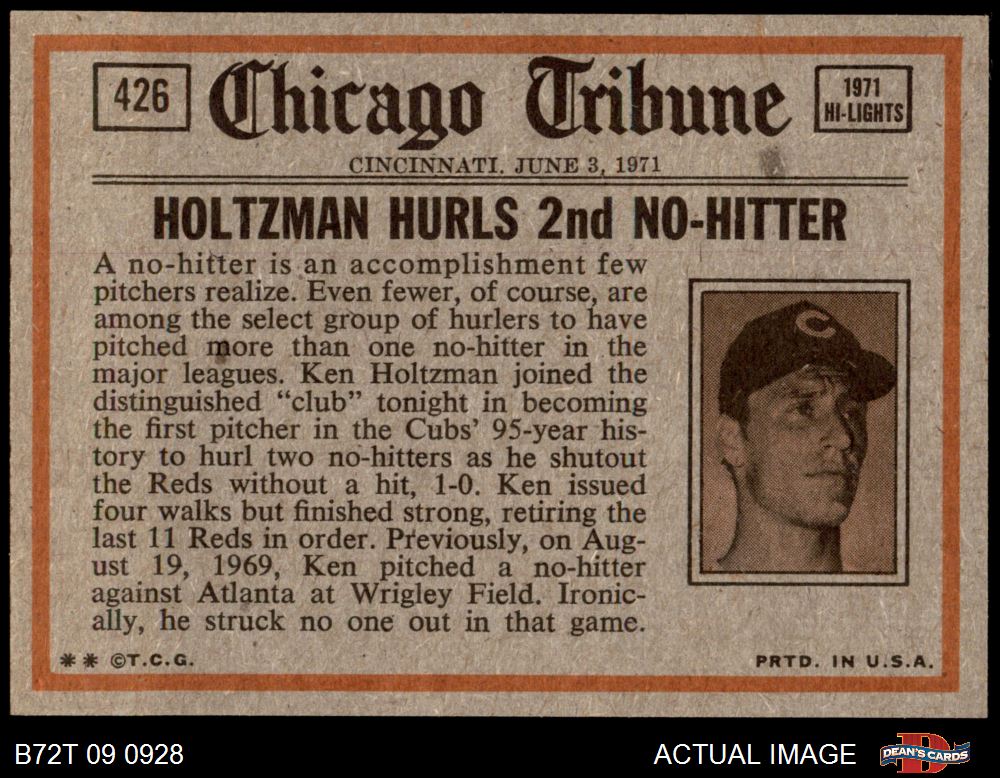 426
Chicago Tribune
1971
HI-LIGHTS
CINCINNATI, JUNE 3, 1971
HOLTZMAN HURLS 2nd NO-HITTER
A no-hitter is an accomplishment few
pitchers realize. Even fewer, of course, are
among the select group of hurlers to have
pitched more than one no-hitter in the
major leagues. Ken Holtzman joined the
distinguished “club” tonight in becoming
the first pitcher in the Cubs’ 95-year his-
tory to hurl two no-hitters as he shutout
the Reds without a hit, 1-0. Ken issued
four walks but finished strong, retiring the
last 11 Reds in order. Previously, on Aug-
ust 19, 1969, Ken pitched a no-hitter
against Atlanta at Wrigley Field. Ironic-
ally, he struck no one out in that game.
C
** ©T.C.G.
PRTD. IN U.S.A.
B72T 09 0928
ACTUAL IMAGE
D
DEAN'S CARDS